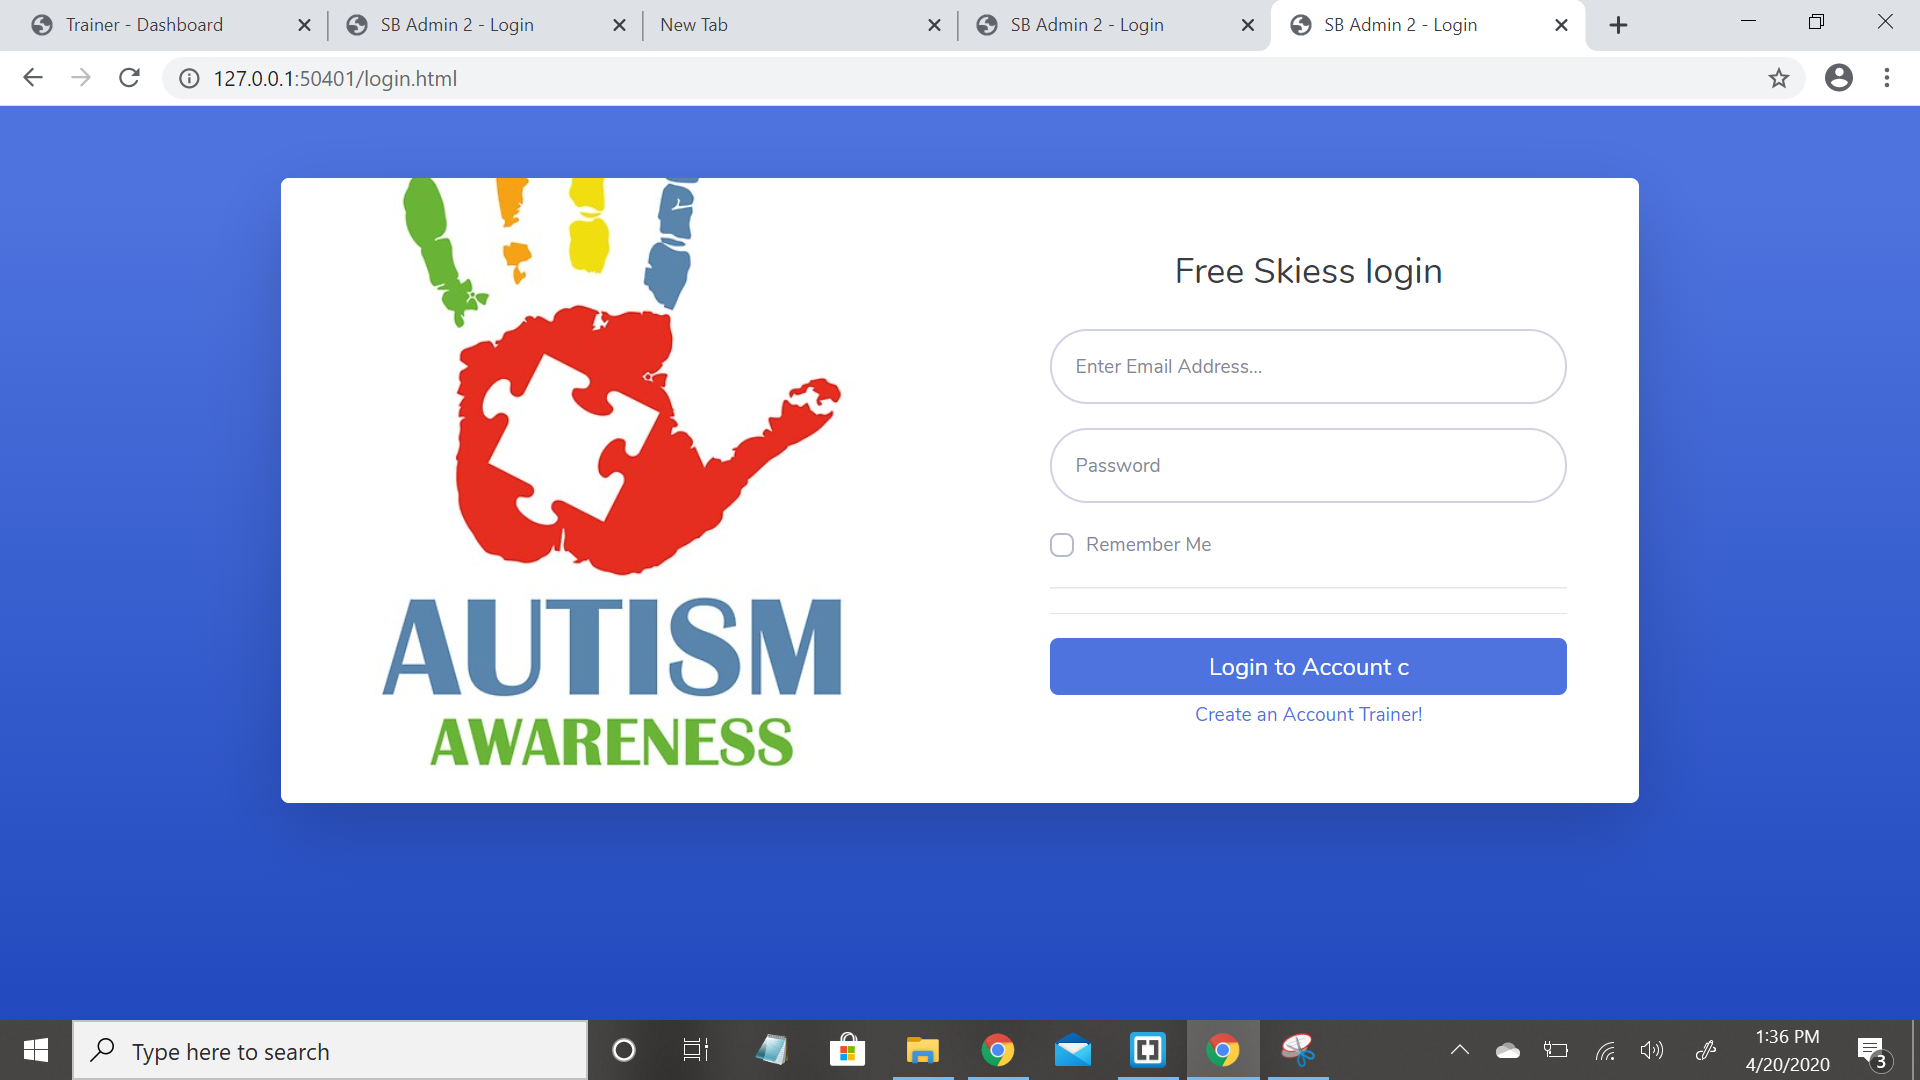 Trainer - Dashboard
SB Admin 2 - Login
New Tab
SB Admin 2 - Login
SB Admin 2 - Login
127.0.0.1:50401/login.html
Free Skiess login
Enter Email Address...
Password
Remember Me
Login to Account c
Create an Account Trainer!
AUTISM
AWARENESS
Type here to search
1:36 PM
4/20/2020
3